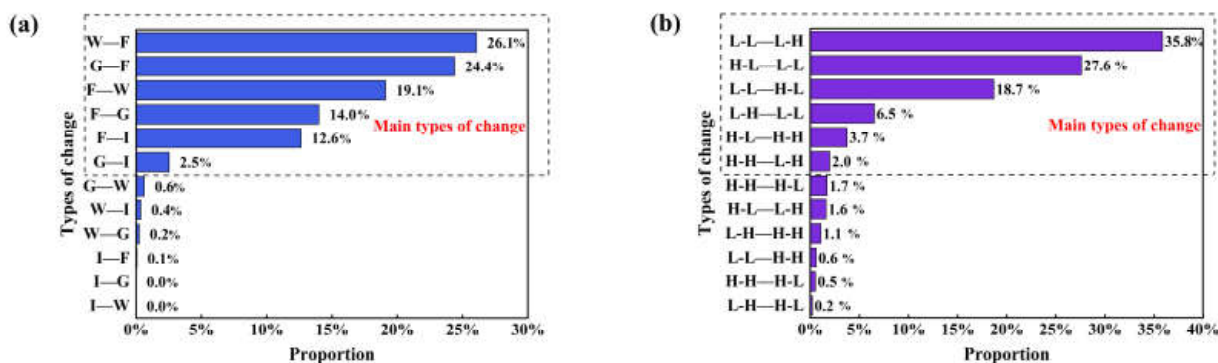 (a)
Types of change
W—F 26.1%
G—F 24.4%
F—W 19.1%
F—G 14.0%
Main types of change
F—I 12.6%
G—I 2.5%
G—W 0.6%
W—I 0.4%
W—G 0.2%
I—F 0.1%
I—G 0.0%
I—W 0.0%
0% 5% 10% 15% 20% 25% 30%
Proportion
(b)
Types of change
L-L—L-H 35.8%
H-L—L-L 27.6 %
L-L—H-L 18.7 %
L-H—L-L 6.5 %
Main types of change
H-L—H-H 3.7 %
H-H—L-H 2.0 %
H-H—H-L 1.7 %
H-L—L-H 1.6 %
L-H—H-H 1.1 %
L-L—H-H 0.6 %
H-H—H-L 0.5 %
L-H—H-L 0.2 %
0% 5% 10% 15% 20% 25% 30% 35% 40%
Proportion